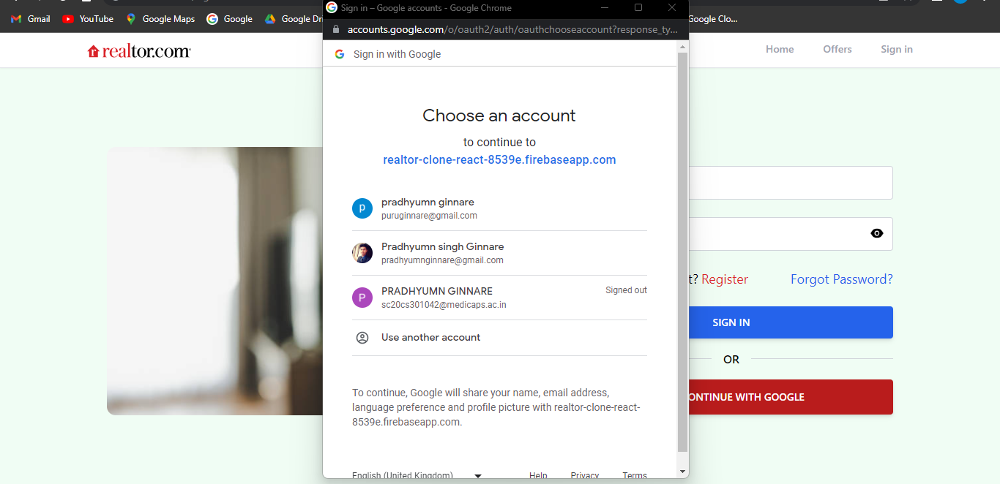 Sign in – Google accounts - Google Chrome
Gmail
YouTube
Google Maps
Google
Google Dri
Google Clo...
accounts.google.com/o/oauth2/auth/oauthchooseaccount?response_ty...
realtor.com
Home
Offers
Sign in
Sign in with Google
Choose an account
to continue to
realtor-clone-react-8539e.firebaseapp.com
pradhyumn ginnare
puruginnare@gmail.com
Pradhyumn singh Ginnare
pradhyumnginnare@gmail.com
PRADHYUMN GINNARE
Signed out
sc20cs301042@medicaps.ac.in
Use another account
To continue, Google will share your name, email address,
language preference and profile picture with realtor-clone-react-
8539e.firebaseapp.com.
English (United Kingdom)
Help
Privacy
Terms
t? Register
Forgot Password?
SIGN IN
OR
ONTINUE WITH GOOGLE